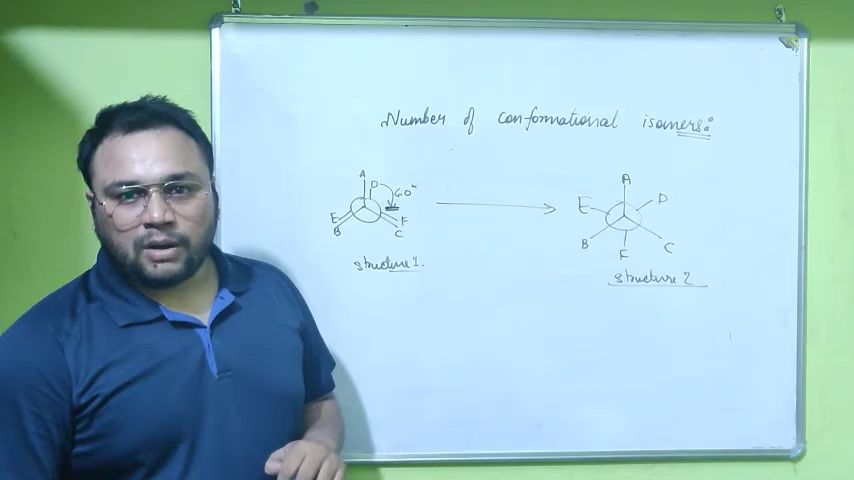 Number of conformational isomers:
A
D 60°
E F
B C
structure 1.
A
E D
B C
F
structure 2